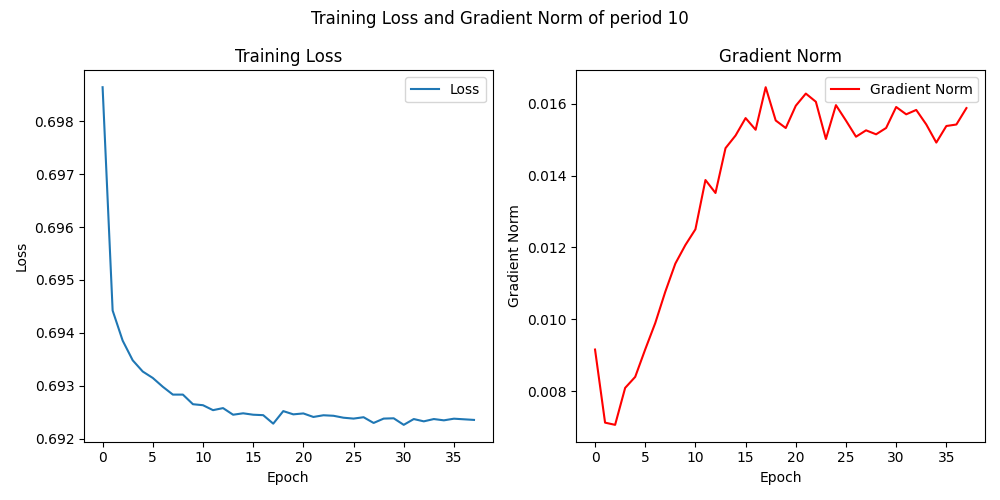 Training Loss and Gradient Norm of period 10
Training Loss
Loss
0.698
0.697
0.696
0.695
0.694
0.693
0.692
Loss
0 5 10 15 20 25 30 35
Epoch
Gradient Norm
Gradient Norm
0.016
0.014
0.012
0.010
0.008
Gradient Norm
0 5 10 15 20 25 30 35
Epoch